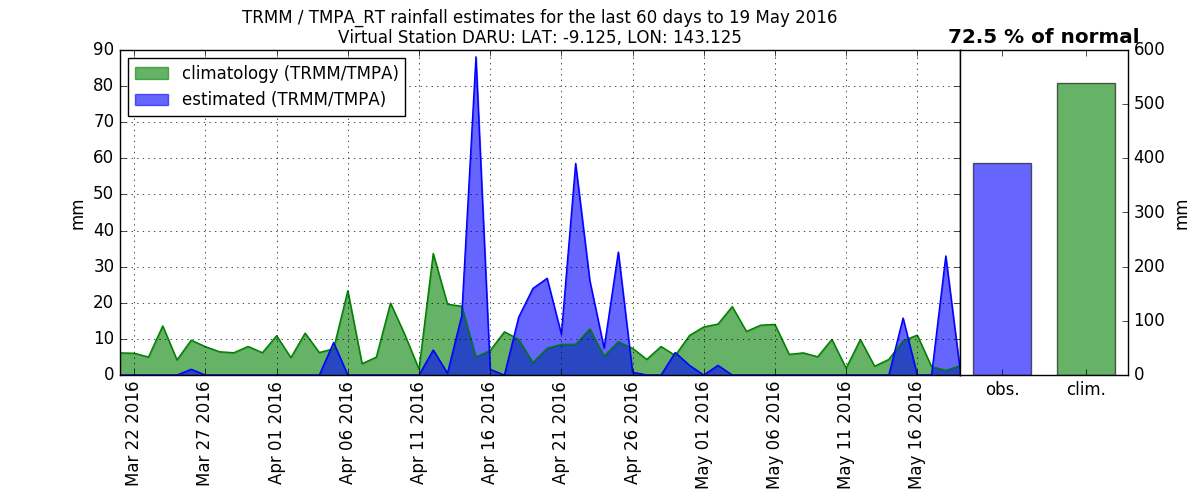 TRMM / TMPA_RT rainfall estimates for the last 60 days to 19 May 2016
Virtual Station DARU: LAT: -9.125, LON: 143.125
72.5 % of normal
climatology (TRMM/TMPA)
estimated (TRMM/TMPA)
mm
90
80
70
60
50
40
30
20
10
0
Mar 22 2016
Mar 27 2016
Apr 01 2016
Apr 06 2016
Apr 11 2016
Apr 16 2016
Apr 21 2016
Apr 26 2016
May 01 2016
May 06 2016
May 11 2016
May 16 2016
obs.
clim.
600
500
400
300
200
100
0
mm